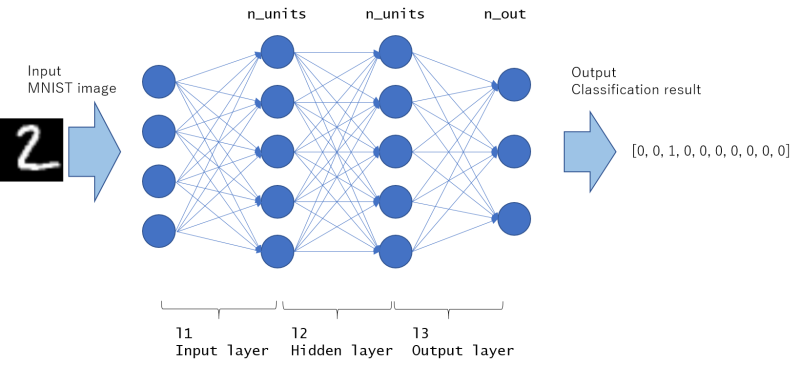 n_units
n_units
n_out
Input
MNIST image
Output
Classification result
2
[0, 0, 1, 0, 0, 0, 0, 0, 0, 0]
l1
Input layer
l2
Hidden layer
l3
Output layer